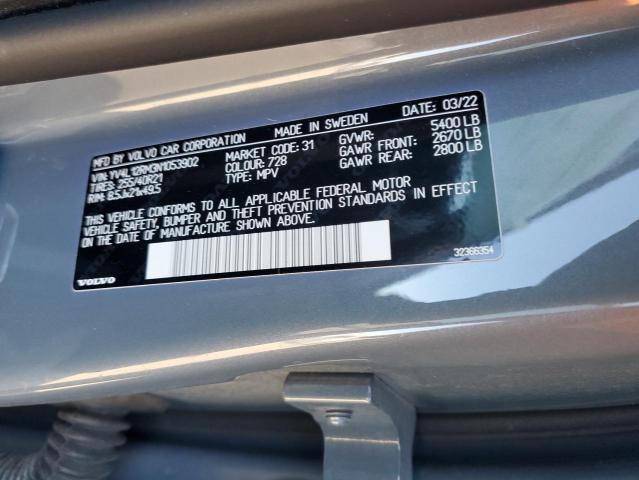 MFD BY VOLVO CAR CORPORATION MADE IN SWEDEN DATE: 03/22
VIN: YV4L12RM3N1053902 MARKET CODE: 31 GVWR: 5400 LB
TIRES: 255/40R21 COLOUR: 728 GAWR FRONT: 2670 LB
RIM: 8.5Jx21x49.5 TYPE: MPV GAWR REAR: 2800 LB
THIS VEHICLE CONFORMS TO ALL APPLICABLE FEDERAL MOTOR
VEHICLE SAFETY, BUMPER AND THEFT PREVENTION STANDARDS IN EFFECT
ON THE DATE OF MANUFACTURE SHOWN ABOVE.
VOLVO 32366354